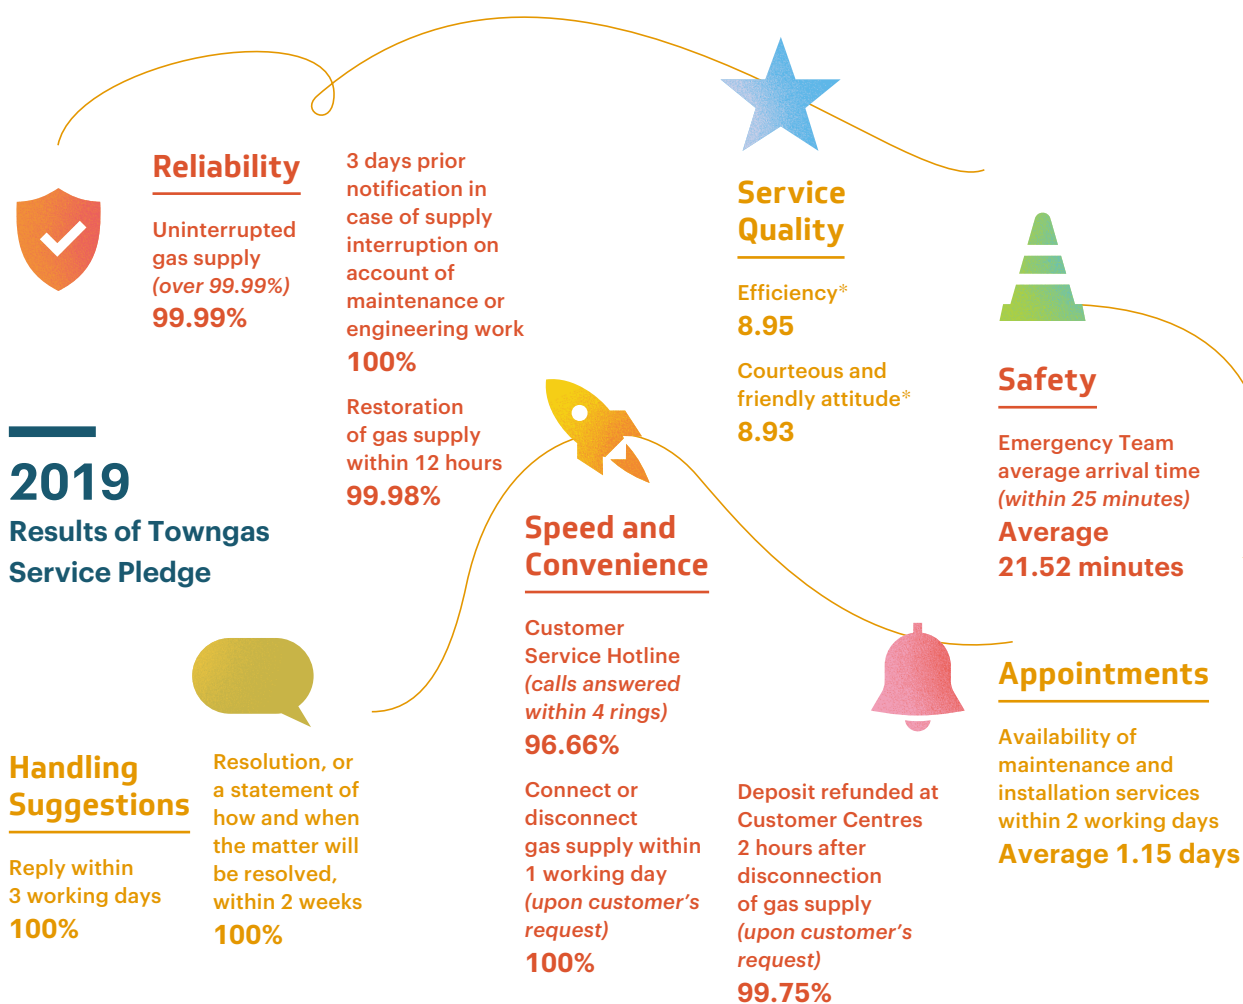 Reliability
Uninterrupted
gas supply
(over 99.99%)
99.99%
3 days prior
notification in
case of supply
interruption on
account of
maintenance or
engineering work
100%
Restoration
of gas supply
within 12 hours
99.98%
Service
Quality
Efficiency*
8.95
Courteous and
friendly attitude*
8.93
Safety
Emergency Team
average arrival time
(within 25 minutes)
Average
21.52 minutes
2019
Results of Towngas
Service Pledge
Speed and
Convenience
Customer
Service Hotline
(calls answered
within 4 rings)
96.66%
Connect or
disconnect
gas supply within
1 working day
(upon customer's
request)
100%
Deposit refunded at
Customer Centres
2 hours after
disconnection
of gas supply
(upon customer's
request)
99.75%
Appointments
Availability of
maintenance and
installation services
within 2 working days
Average 1.15 days
Handling
Suggestions
Reply within
3 working days
100%
Resolution, or
a statement of
how and when
the matter will
be resolved,
within 2 weeks
100%